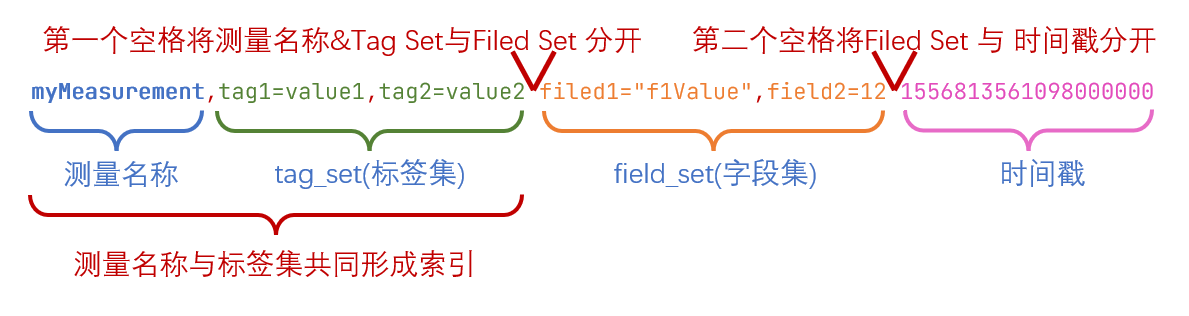 第一个空格将测量名称&Tag Set与Filed Set 分开 第二个空格将Filed Set 与 时间戳分开
myMeasurement,tag1=value1,tag2=value2 filed1="f1Value",field2=12 1556813561098000000
测量名称 tag_set(标签集) field_set(字段集) 时间戳
测量名称与标签集共同形成索引